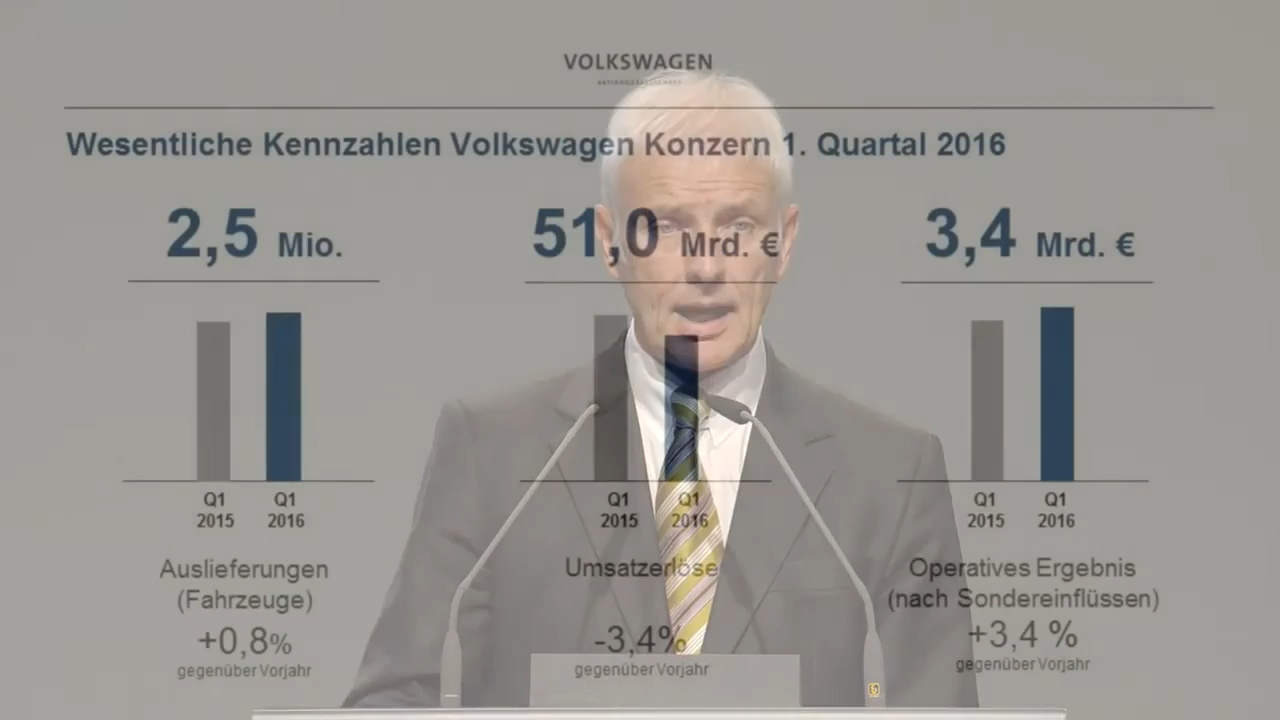 VOLKSWAGEN
AKTIENGESELLSCHAFT
Wesentliche Kennzahlen Volkswagen Konzern 1. Quartal 2016
2,5 Mio.
51,0 Mrd. €
3,4 Mrd. €
Q1
2015
Q1
2016
Q1
2015
Q1
2016
Q1
2015
Q1
2016
Auslieferungen
(Fahrzeuge)
+0,8%
gegenüber Vorjahr
Umsatzerlöse
-3,4%
gegenüber Vorjahr
Operatives Ergebnis
(nach Sondereinflüssen)
+3,4 %
gegenüber Vorjahr